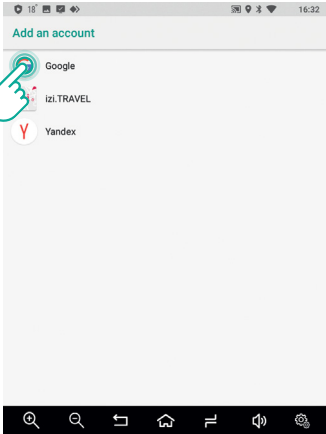 18° 16:32
Add an account
Google
izi.TRAVEL
Yandex